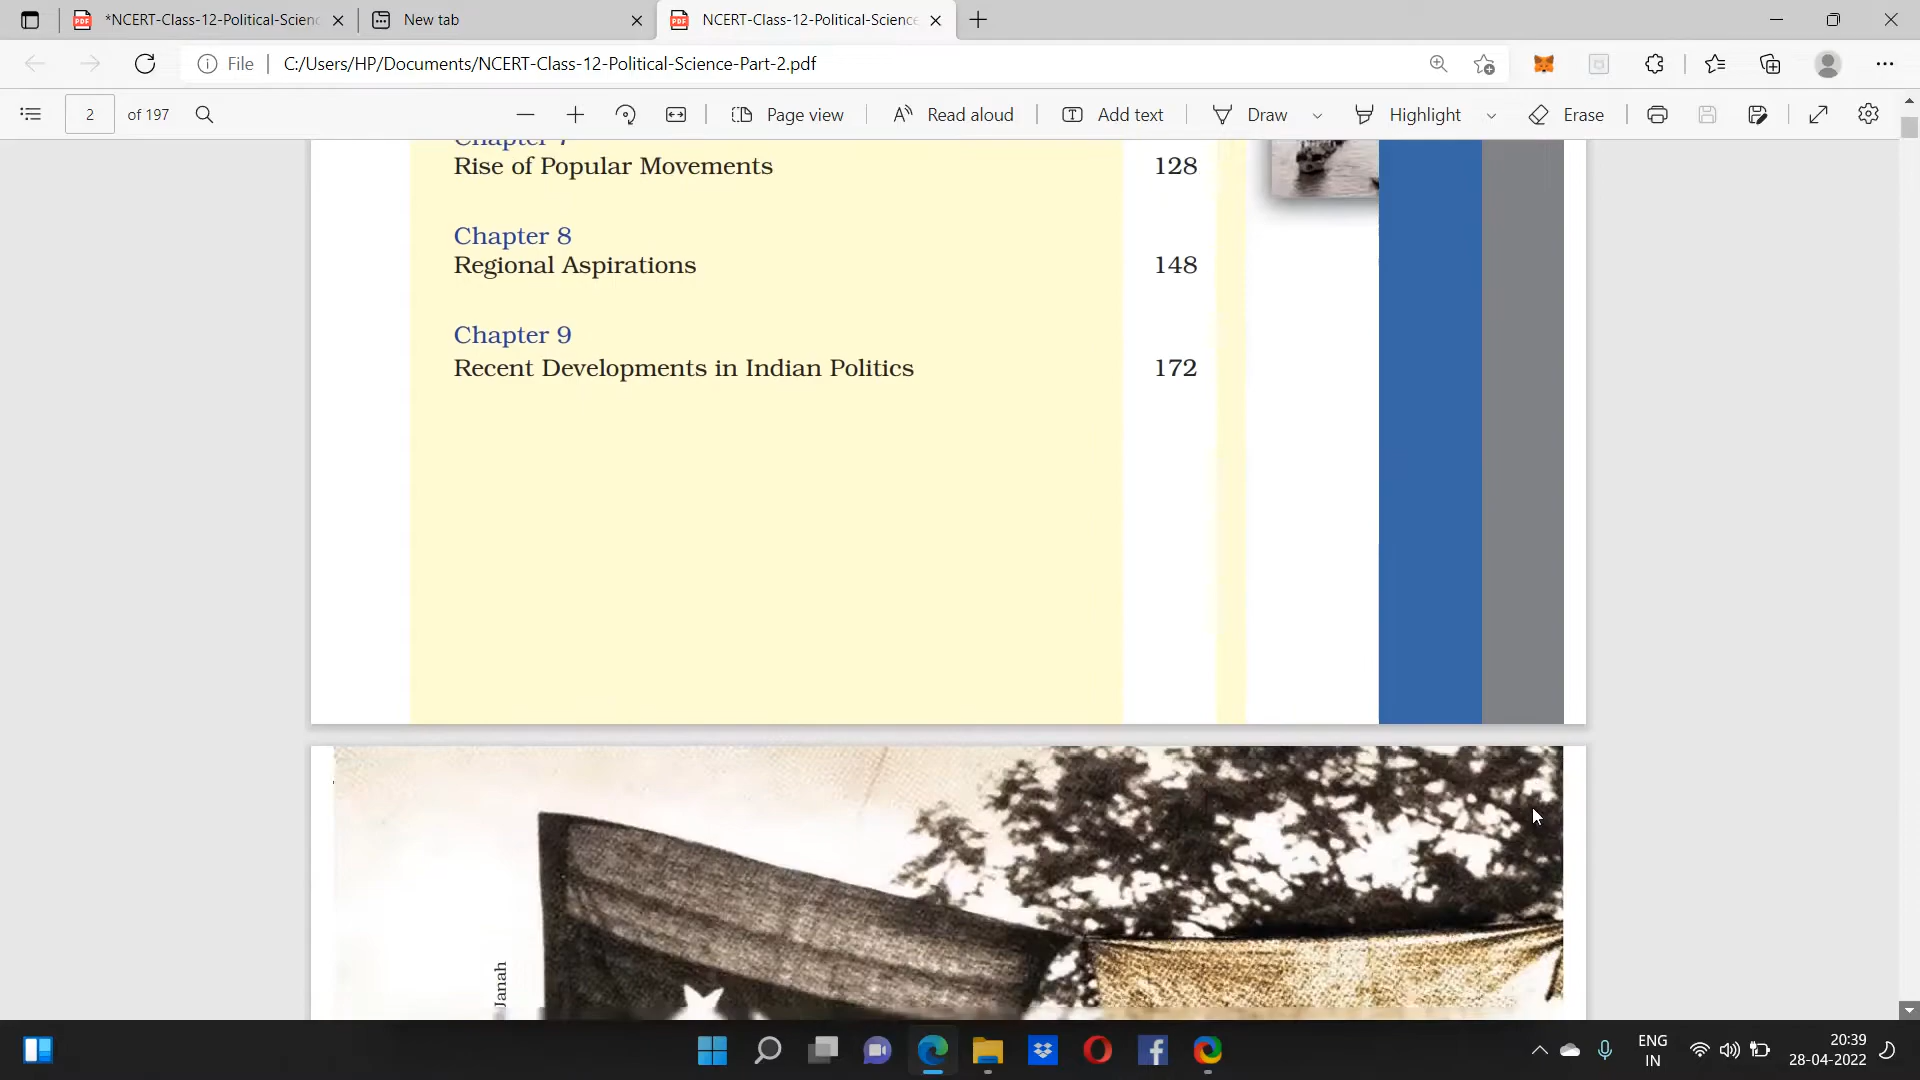 *NCERT-Class-12-Political-Scienc
New tab
NCERT-Class-12-Political-Science
File
C:/Users/HP/Documents/NCERT-Class-12-Political-Science-Part-2.pdf
2 of 197
Page view
Read aloud
Add text
Draw
Highlight
Erase
Chapter 7
Rise of Popular Movements 128
Chapter 8
Regional Aspirations 148
Chapter 9
Recent Developments in Indian Politics 172
Janah
ENG
IN
20:39
28-04-2022